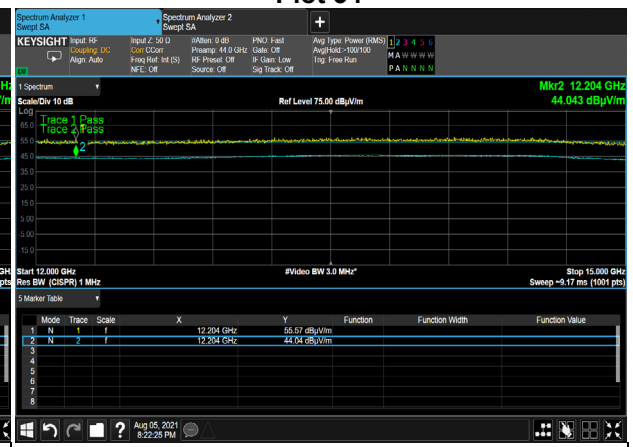 Spectrum Analyzer 1
Swept SA
Spectrum Analyzer 2
Swept SA
KEYSIGHT
Input: RF
Coupling: DC
Align: Auto
Input Z: 50 Ω
Corr CCorr
Freq Ref: Int (S)
NFE: Off
#Atten: 0 dB
Preamp: 44.0 GHz
RF Preset: Off
Source: Off
PNO: Fast
Gate: Off
IF Gain: Low
Sig Track: Off
Avg Type: Power (RMS)
Avg|Hold:>100/100
Trig: Free Run
1 2 3 4 5 6
M A W W W W
P A N N N N
1 Spectrum
Scale/Div 10 dB
Ref Level 75.00 dBµV/m
Mkr2 12.204 GHz
44.043 dBµV/m
Log
Trace 1 Pass
Trace 2 Pass
65.0
55.0
45.0
35.0
25.0
15.0
5.00
-5.00
-15.0
2
Start 12.000 GHz
Res BW (CISPR) 1 MHz
#Video BW 3.0 MHz*
Stop 15.000 GHz
Sweep ~9.17 ms (1001 pts)
5 Marker Table
Mode Trace Scale X Y Function Function Width Function Value
1 N 1 f 12.204 GHz 55.57 dBµV/m
2 N 2 f 12.204 GHz 44.04 dBµV/m
3
4
5
6
7
8
Aug 05, 2021
8:22:25 PM